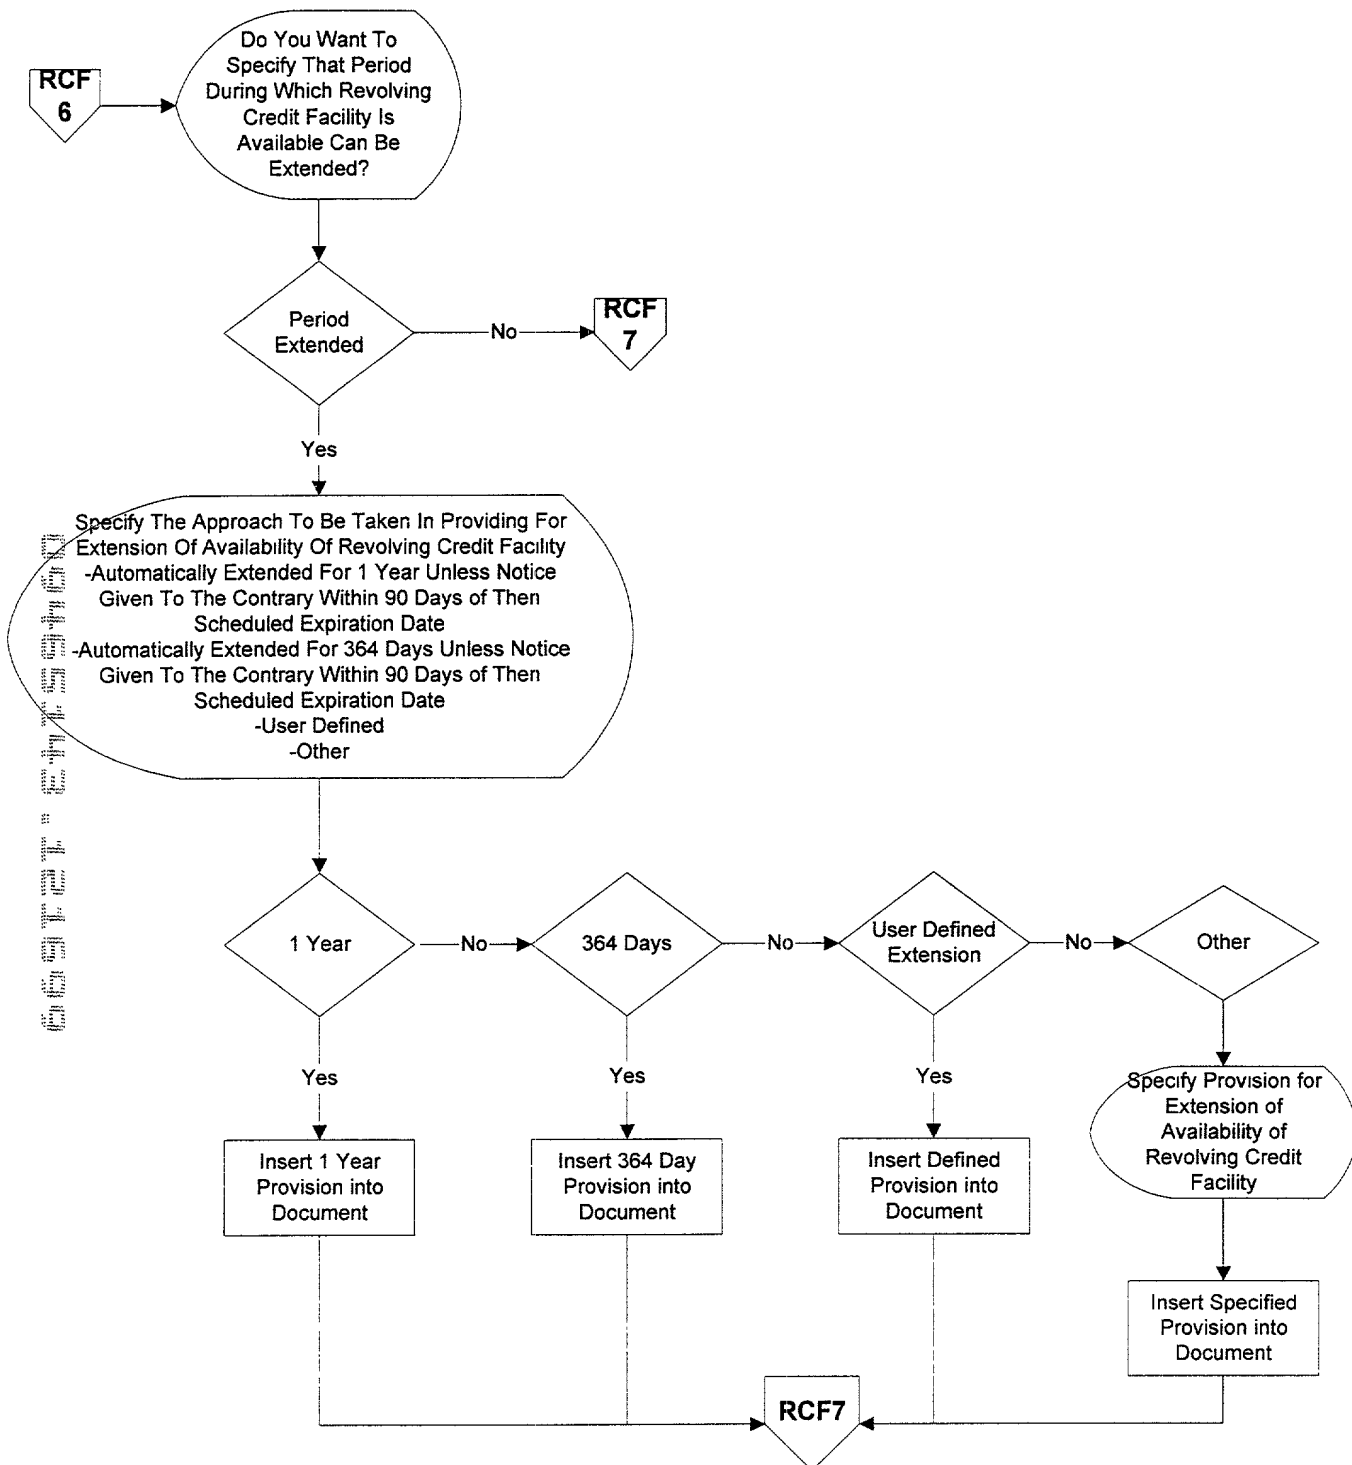 RCF
6
Do You Want To
Specify That Period
During Which Revolving
Credit Facility Is
Available Can Be
Extended?
Period
Extended
No
RCF
7
Yes
Specify The Approach To Be Taken In Providing For
Extension Of Availability Of Revolving Credit Facility
-Automatically Extended For 1 Year Unless Notice
Given To The Contrary Within 90 Days of Then
Scheduled Expiration Date
-Automatically Extended For 364 Days Unless Notice
Given To The Contrary Within 90 Days of Then
Scheduled Expiration Date
-User Defined
-Other
09465143.121699
1 Year
No
364 Days
No
User Defined
Extension
No
Other
Yes
Yes
Yes
Insert 1 Year
Provision into
Document
Insert 364 Day
Provision into
Document
Insert Defined
Provision into
Document
Specify Provision for
Extension of
Availability of
Revolving Credit
Facility
Insert Specified
Provision into
Document
RCF7